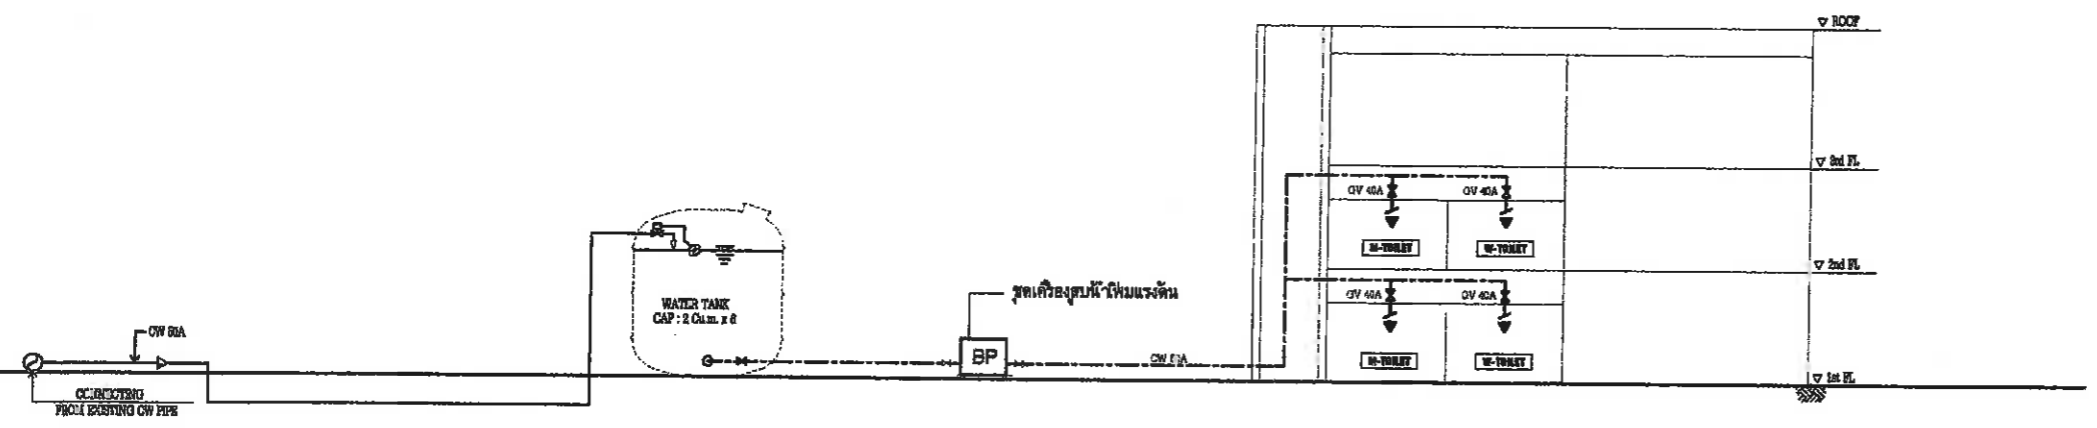 ROOF
3rd FL
GV 40A
GV 40A
M-TOILET
W-TOILET
2nd FL
ชุดเครื่องสูบน้ำเพิ่มแรงดัน
GV 40A
GV 40A
WATER TANK
CAP : 2 Cu.m. x 6
CW 50A
BP
CW
M-TOILET
W-TOILET
1st FL
CONNECTING
FROM EXISTING CW PIPE